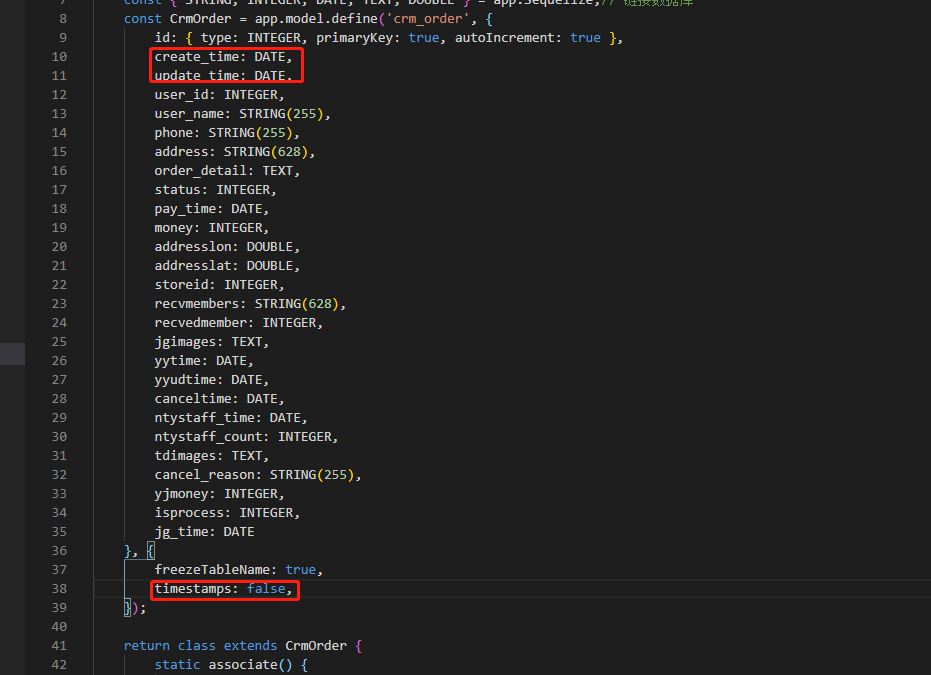 7 const { STRING, INTEGER, DATE, TEXT, DOUBLE } = app.Sequelize;// 链接数据库
8 const CrmOrder = app.model.define('crm_order', {
9 id: { type: INTEGER, primaryKey: true, autoIncrement: true },
10 create_time: DATE,
11 update_time: DATE,
12 user_id: INTEGER,
13 user_name: STRING(255),
14 phone: STRING(255),
15 address: STRING(628),
16 order_detail: TEXT,
17 status: INTEGER,
18 pay_time: DATE,
19 money: INTEGER,
20 addresslon: DOUBLE,
21 addresslat: DOUBLE,
22 storeid: INTEGER,
23 recvmembers: STRING(628),
24 recvedmember: INTEGER,
25 jgimages: TEXT,
26 yytime: DATE,
27 yyudtime: DATE,
28 canceltime: DATE,
29 ntystaff_time: DATE,
30 ntystaff_count: INTEGER,
31 tdimages: TEXT,
32 cancel_reason: STRING(255),
33 yjmoney: INTEGER,
34 isprocess: INTEGER,
35 jg_time: DATE
36 }, {
37 freezeTableName: true,
38 timestamps: false,
39 });
40
41 return class extends CrmOrder {
42 static associate() {